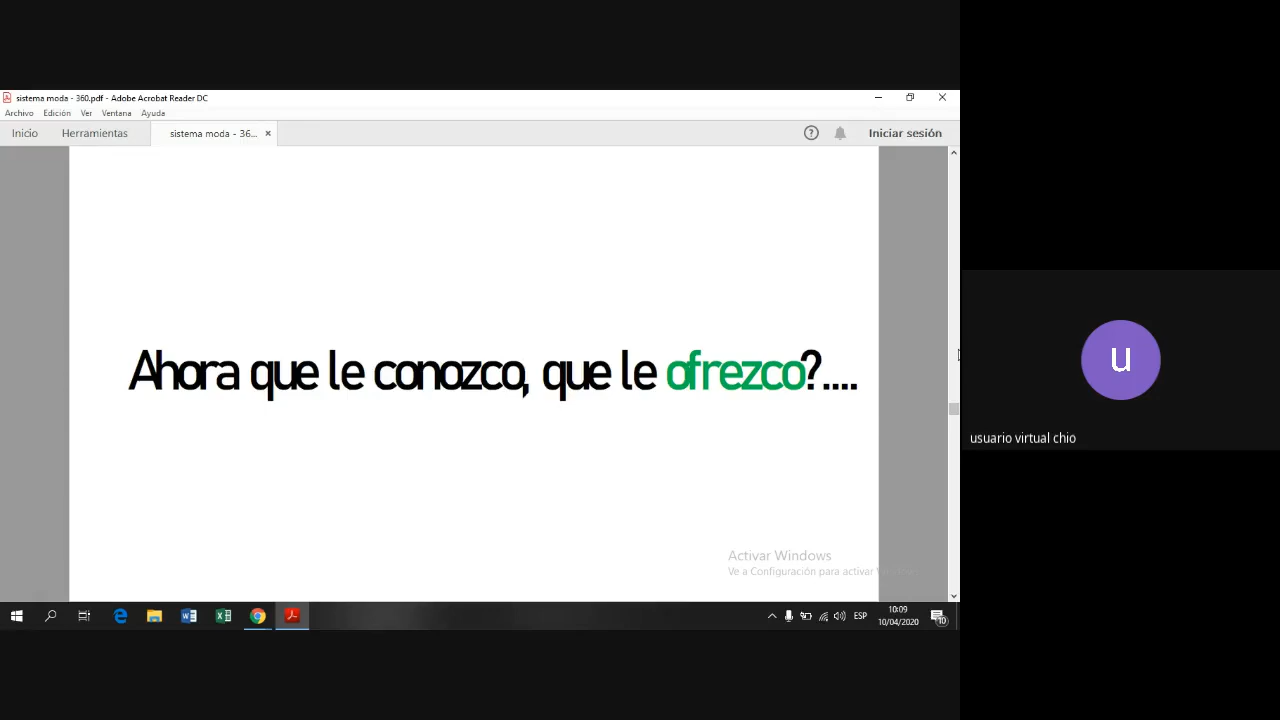 sistema moda - 360.pdf - Adobe Acrobat Reader DC
Archivo Edición Ver Ventana Ayuda
Inicio Herramientas sistema moda - 36... × ? Iniciar sesión
Ahora que le conozco, que le ofrezco?....
U
usuario virtual chio
Activar Windows
Ve a Configuración para activar
ESP
10:09
10/04/2020
10